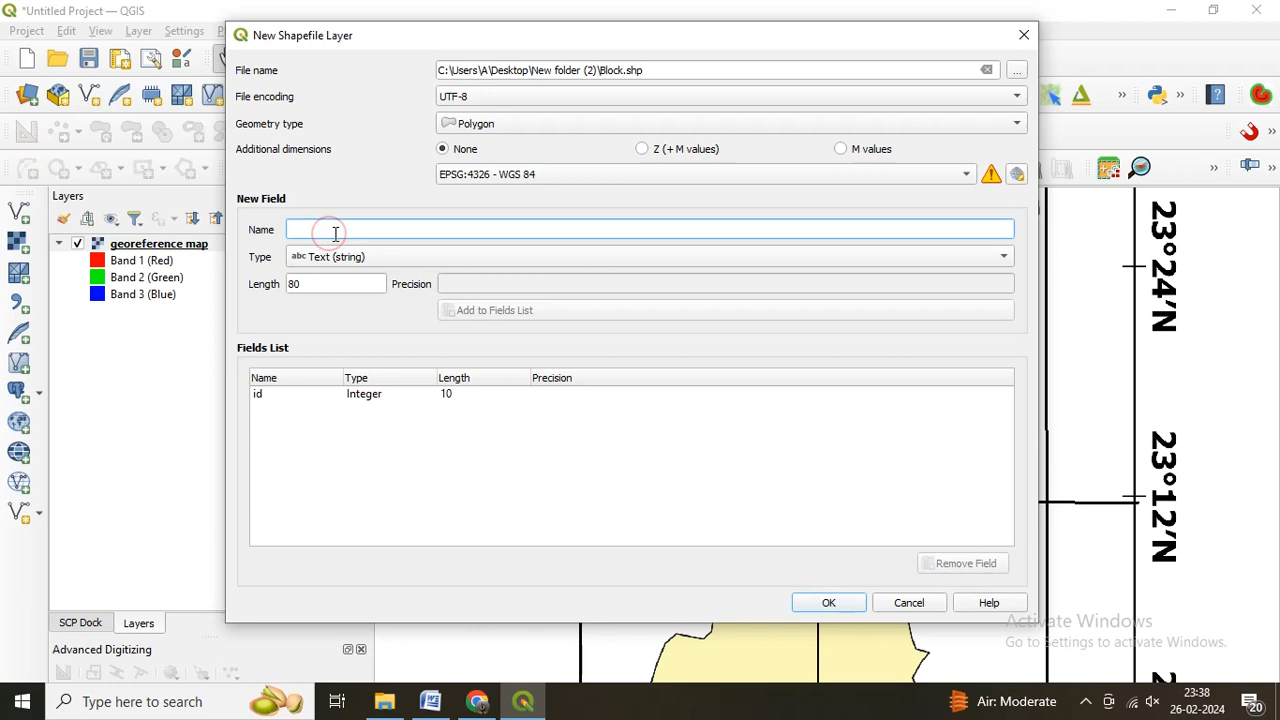 *Untitled Project — QGIS
Project Edit View Layer Settings
New Shapefile Layer
File name C:\Users\A\Desktop\New folder (2)\Block.shp ...
File encoding UTF-8
Geometry type Polygon
Additional dimensions None Z (+M values) M values
EPSG:4326 - WGS 84
New Field
Name
Type abc Text (string)
Length 80 Precision
Add to Fields List
Fields List
Name Type Length Precision
id Integer 10
Remove Field
OK Cancel Help
Layers
georeference map
Band 1 (Red)
Band 2 (Green)
Band 3 (Blue)
SCP Dock Layers
Advanced Digitizing
23°24'N
23°12'N
Activate Windows
Go to Settings to activate Windows.
Type here to search
Air: Moderate
23:38
26-02-2024
20